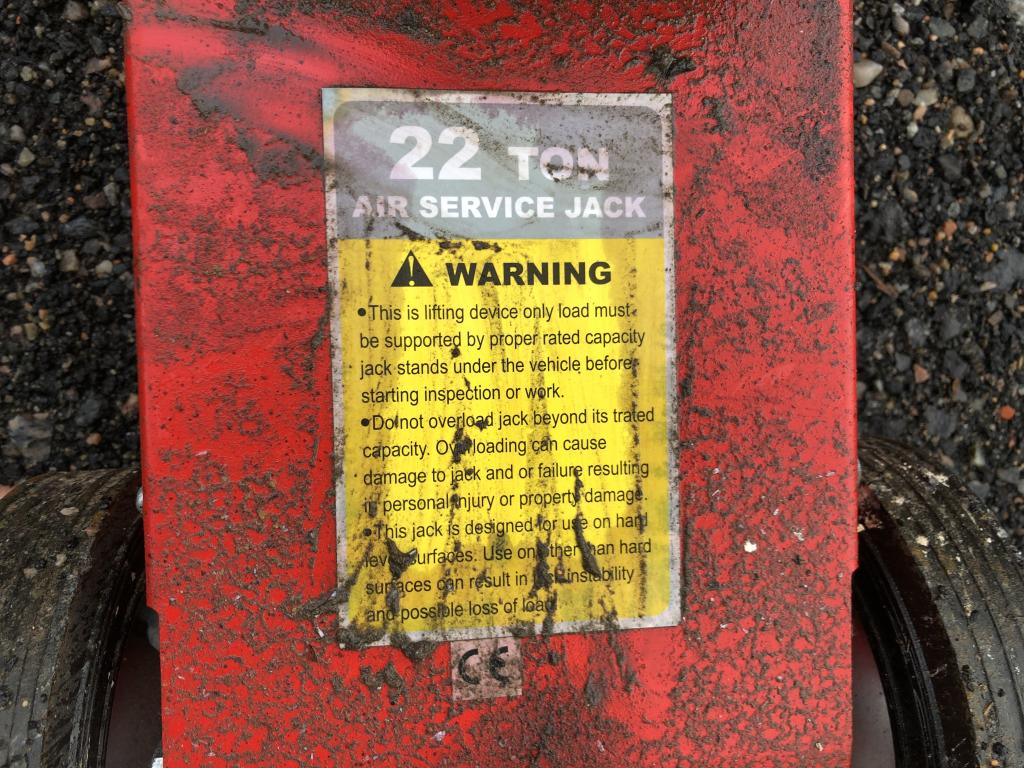 22 TON
AIR SERVICE JACK
WARNING
•This is lifting device only load must
be supported by proper rated capacity
jack stands under the vehicle before
starting inspection or work.
•Do not overload jack beyond its trated
capacity. Overloading can cause
damage to jack and or failure resulting
in personal injury or property damage.
•This jack is designed for use on hard
level surfaces. Use on other than hard
surfaces can result in jack instability
and possible loss of load
CE